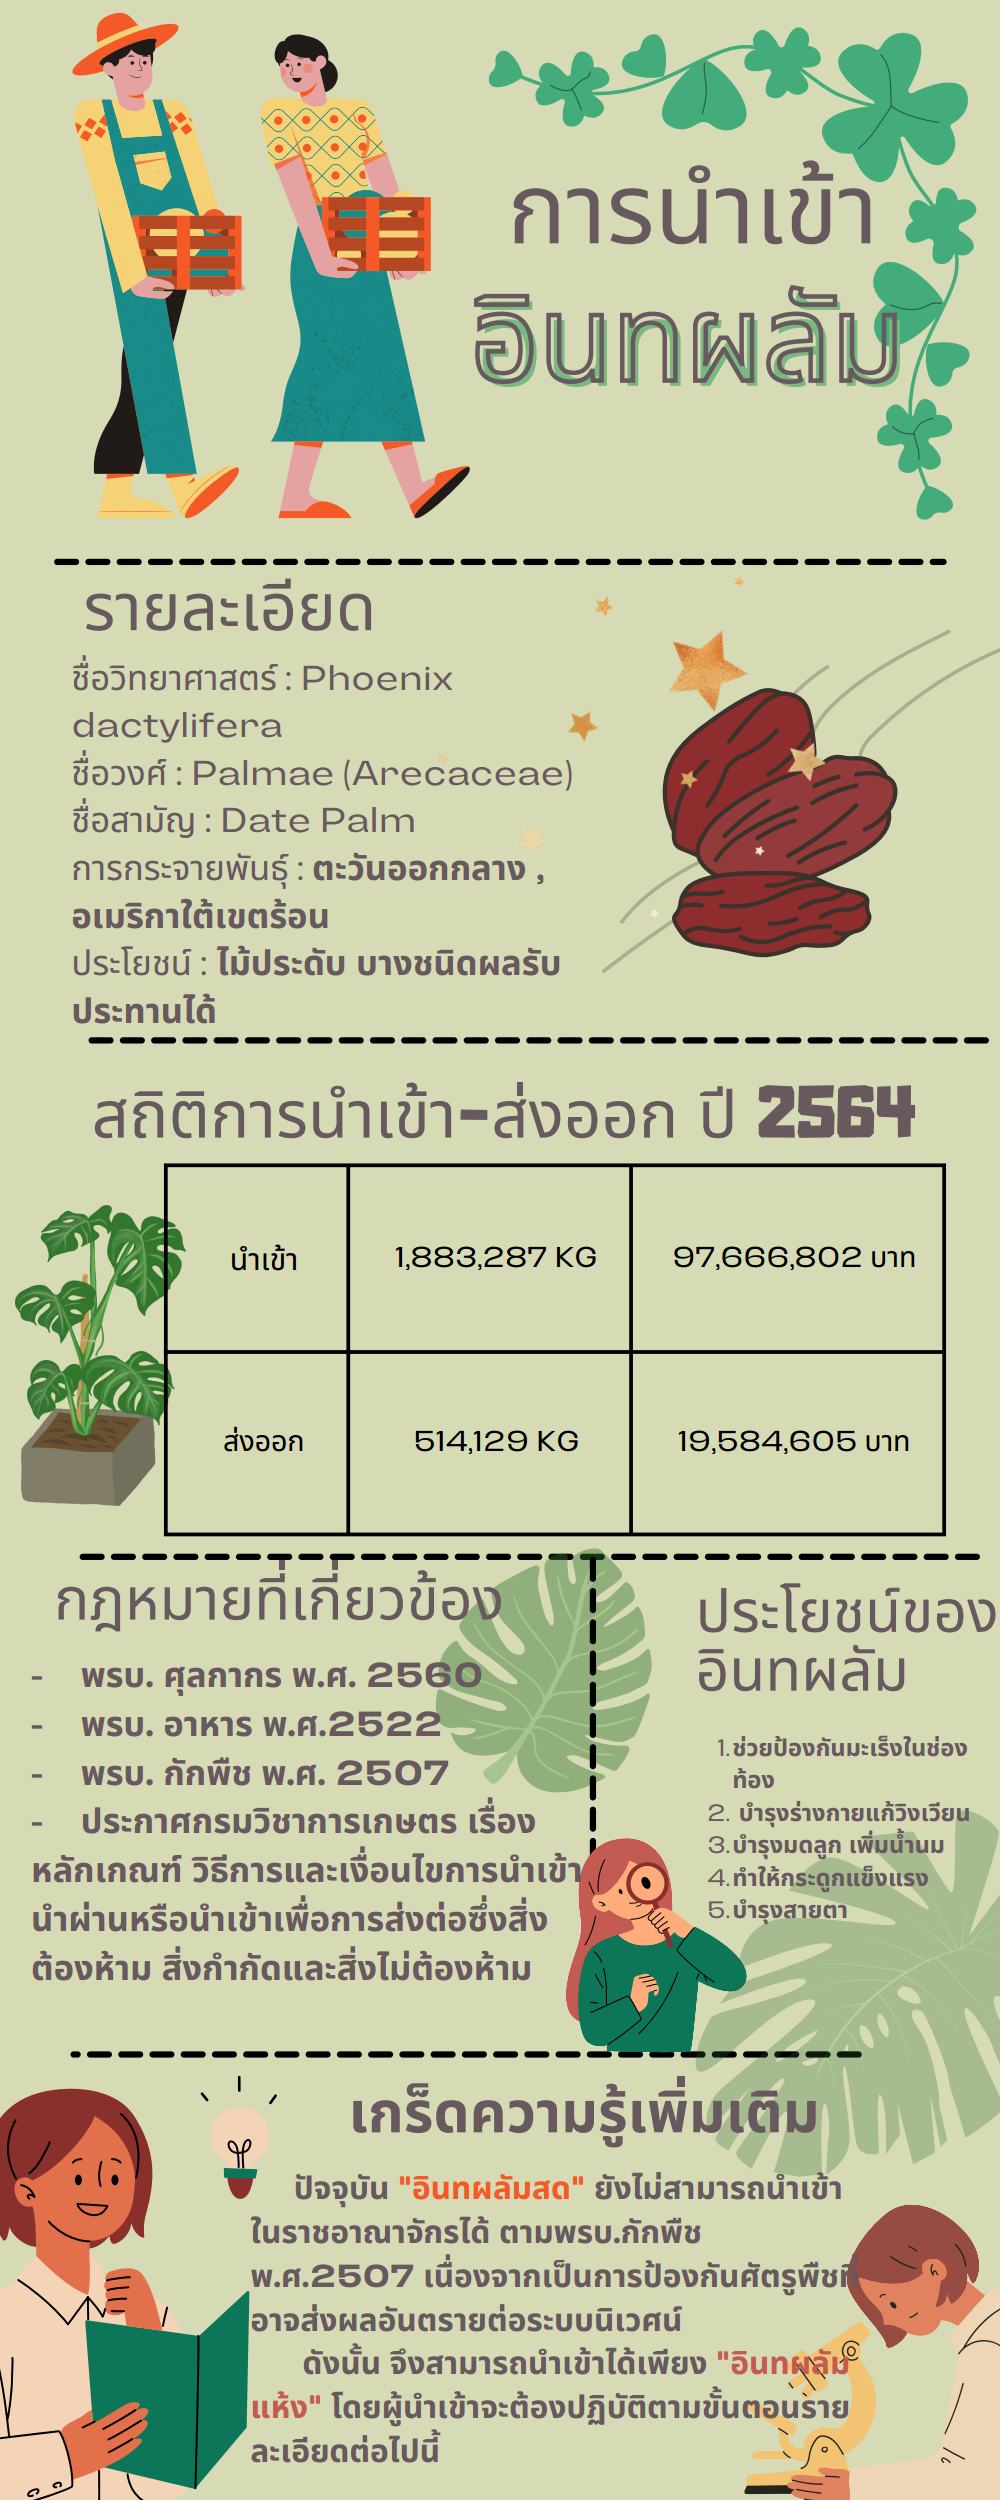 การนำเข้า
อินทผลัม
รายละเอียด
ชื่อวิทยาศาสตร์ : Phoenix
dactylifera
ชื่อวงศ์ : Palmae (Arecaceae)
ชื่อสามัญ : Date Palm
การกระจายพันธุ์ : ตะวันออกกลาง ,
อเมริกาใต้เขตร้อน
ประโยชน์ : ไม้ประดับ บางชนิดผลรับ
ประทานได้
สถิติการนำเข้า-ส่งออก ปี 2564
นำเข้า 1,883,287 KG 97,666,802 บาท
ส่งออก 514,129 KG 19,584,605 บาท
กฎหมายที่เกี่ยวข้อง
- พรบ. ศุลกากร พ.ศ. 2560
- พรบ. อาหาร พ.ศ.2522
- พรบ. กักพืช พ.ศ. 2507
- ประกาศกรมวิชาการเกษตร เรื่อง
หลักเกณฑ์ วิธีการและเงื่อนไขการนำเข้า
นำผ่านหรือนำเข้าเพื่อการส่งต่อซึ่งสิ่ง
ต้องห้าม สิ่งกำกัดและสิ่งไม่ต้องห้าม
ประโยชน์ของ
อินทผลัม
1.ช่วยป้องกันมะเร็งในช่อง
ท้อง
2. บำรุงร่างกายแก้วิงเวียน
3.บำรุงมดลูก เพิ่มน้ำนม
4.ทำให้กระดูกแข็งแรง
5.บำรุงสายตา
เกร็ดความรู้เพิ่มเติม
ปัจจุบัน "อินทผลัมสด" ยังไม่สามารถนำเข้า
ในราชอาณาจักรได้ ตามพรบ.กักพืช
พ.ศ.2507 เนื่องจากเป็นการป้องกันศัตรูพืชที่
อาจส่งผลอันตรายต่อระบบนิเวศน์
ดังนั้น จึงสามารถนำเข้าได้เพียง "อินทผลัม
แห้ง" โดยผู้นำเข้าจะต้องปฏิบัติตามขั้นตอนราย
ละเอียดต่อไปนี้